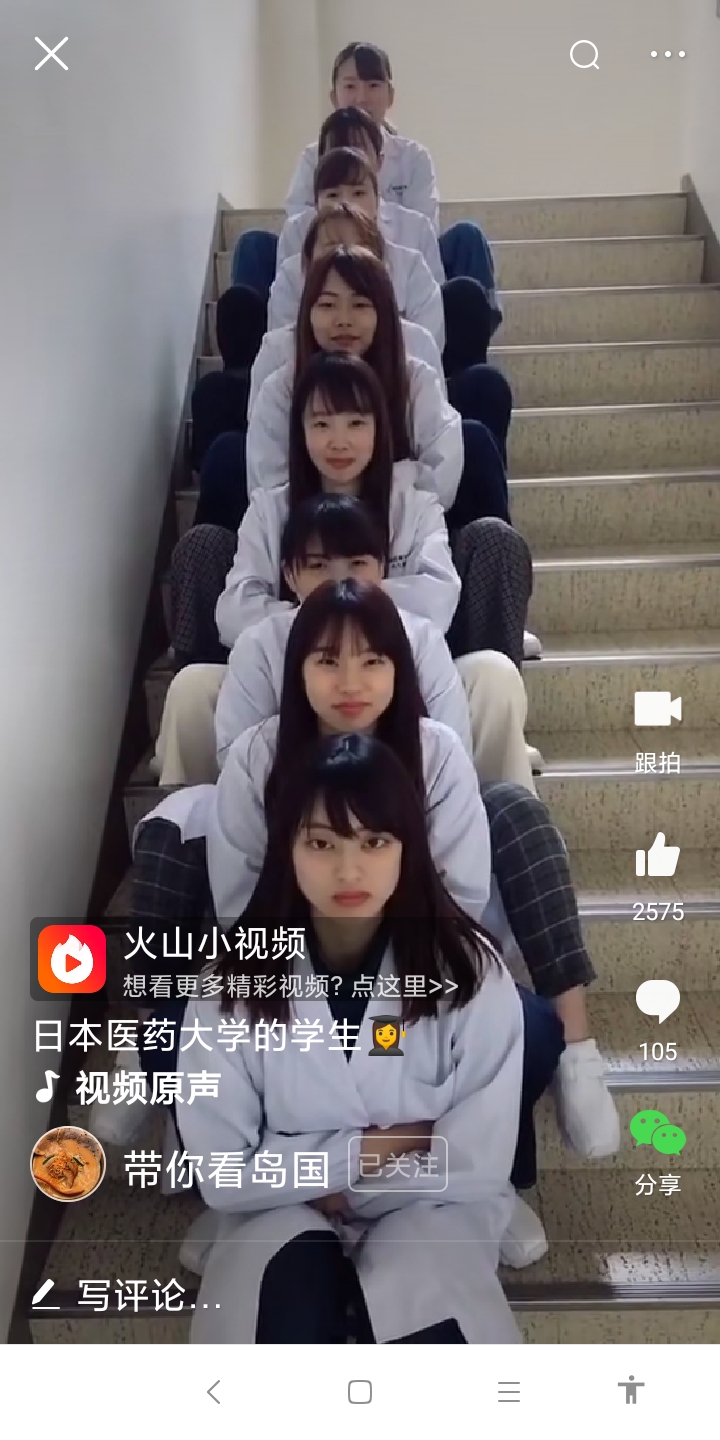 跟拍
2575
105
分享
火山小视频
想看更多精彩视频? 点这里>>
日本医药大学的学生
视频原声
带你看岛国 已关注
写评论...